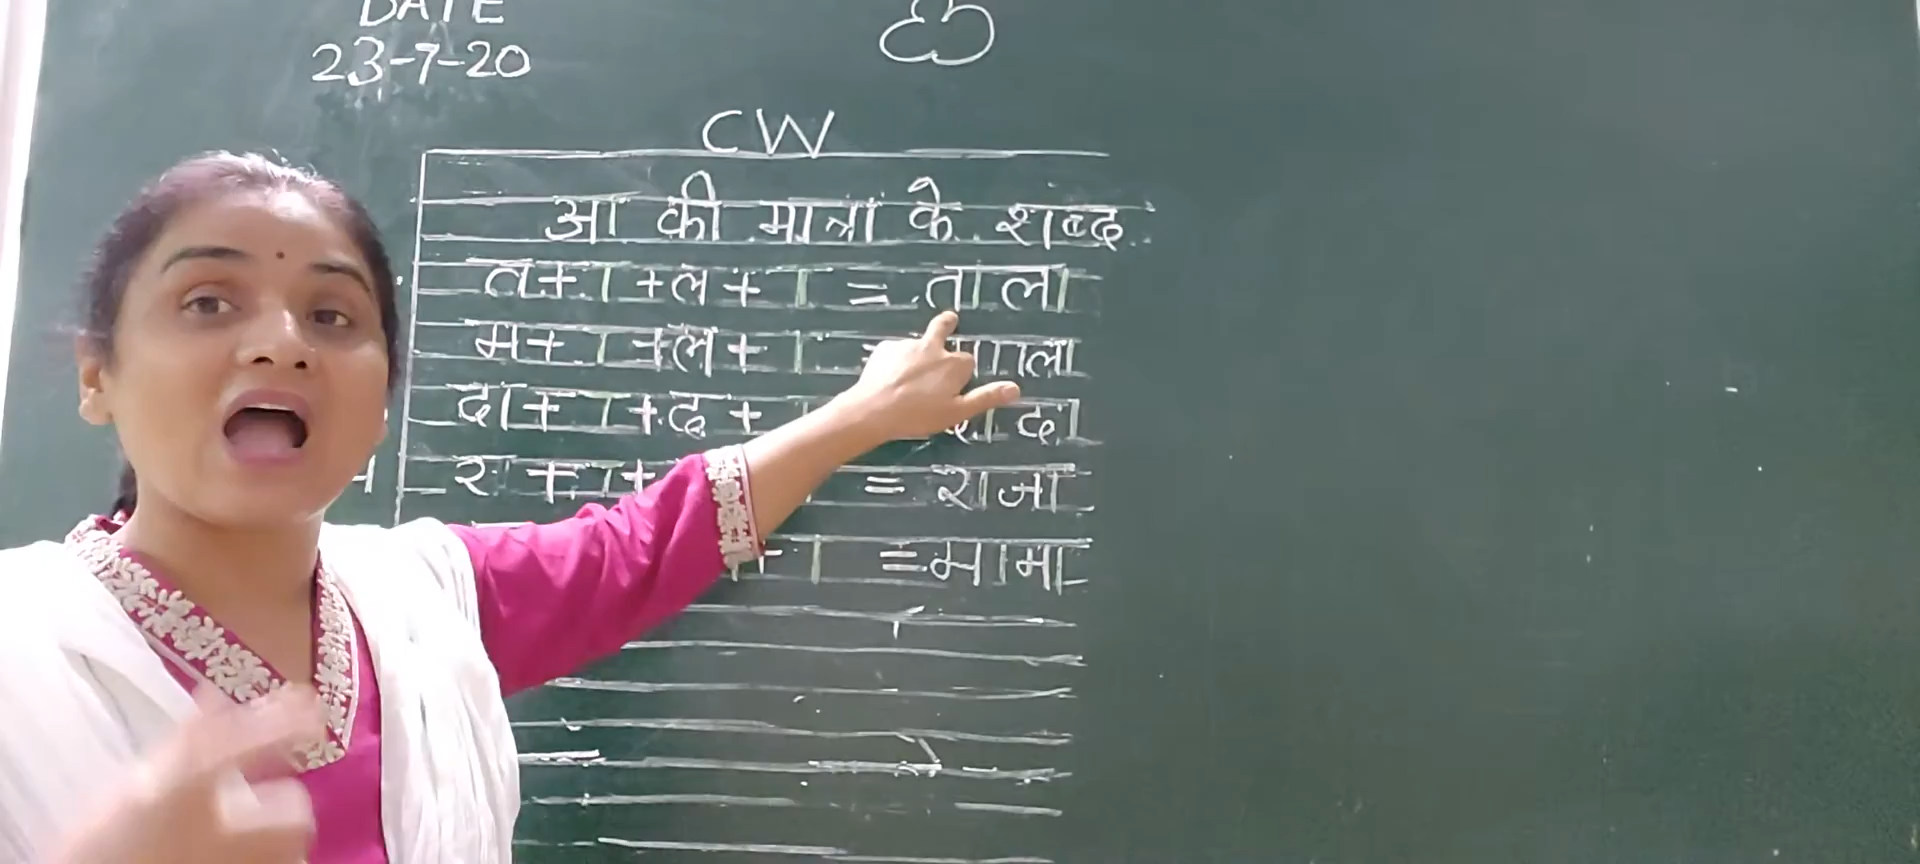 DATE
23-7-20
ॐ
CW
आ की मात्रा के शब्द
त+ा+ल+ा = ताला
म+ा+ल+ा = माला
दा+ा+द+ा दादा
र+ा+ ा = राजा
+ा = मामा